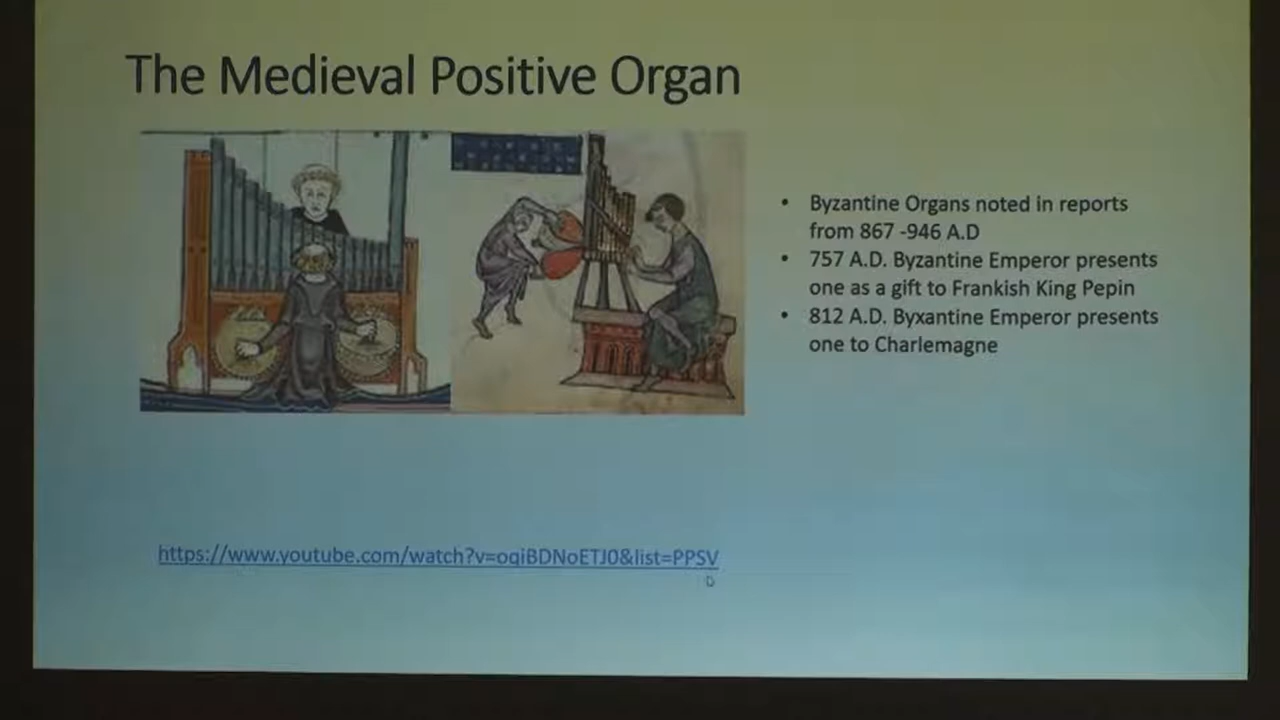 The Medieval Positive Organ
• Byzantine Organs noted in reports
from 867 -946 A.D
• 757 A.D. Byzantine Emperor presents
one as a gift to Frankish King Pepin
• 812 A.D. Byxantine Emperor presents
one to Charlemagne
https://www.youtube.com/watch?v=oqiBDNoETJ0&list=PPSV